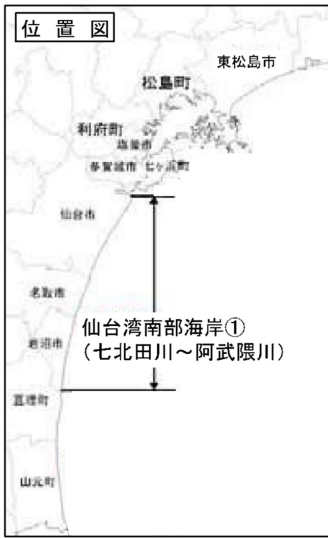 位置図
東松島市
松島町
利府町
塩釜市
多賀城市 七ヶ浜町
仙台市
名取市
仙台湾南部海岸①
岩沼市
(七北田川～阿武隈川)
亘理町
山元町